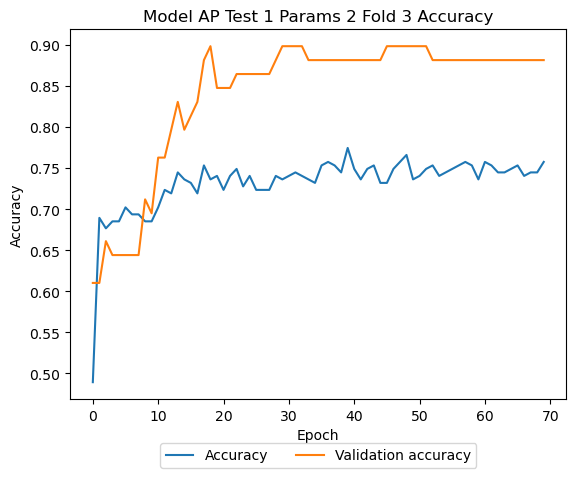 Model AP Test 1 Params 2 Fold 3 Accuracy
0.90
0.85
0.80
0.75
0.70
0.65
0.60
0.55
0.50
Accuracy
0 10 20 30 40 50 60 70
Epoch
Accuracy Validation accuracy